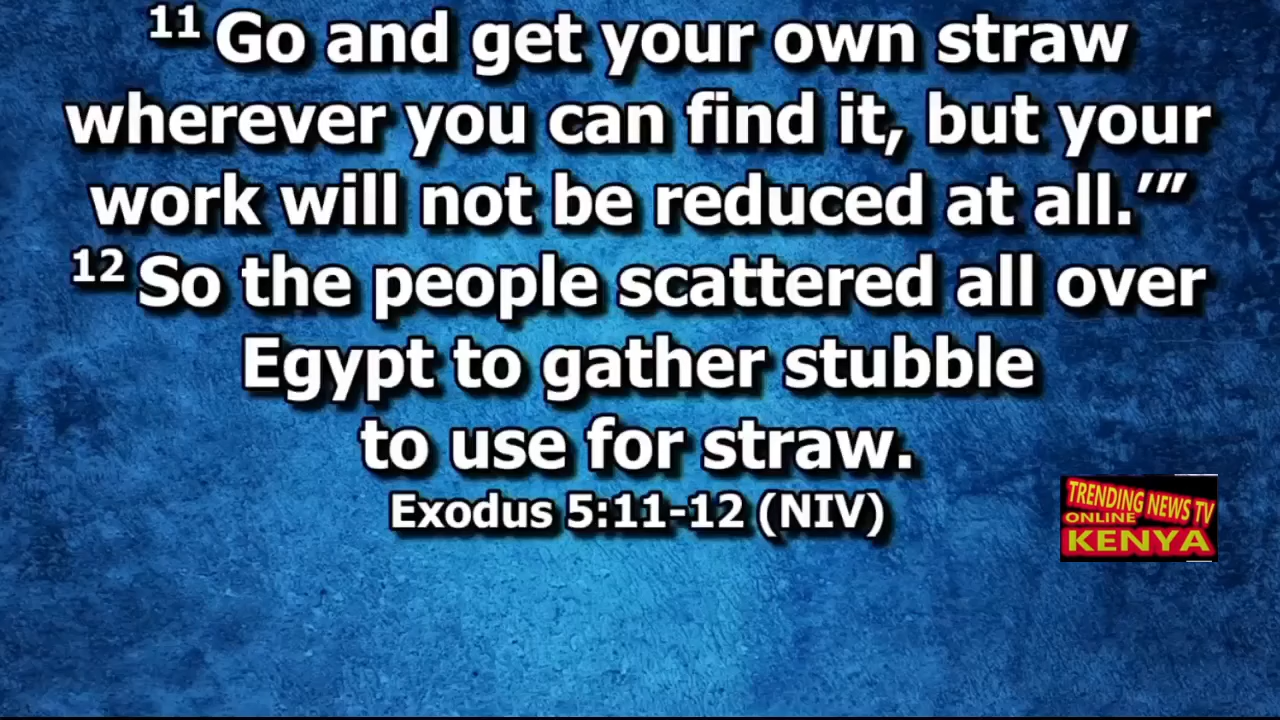 11 Go and get your own straw
wherever you can find it, but your
work will not be reduced at all.’”
12 So the people scattered all over
Egypt to gather stubble
to use for straw.
Exodus 5:11-12 (NIV)
TRENDING NEWS TV
ONLINE
KENYA